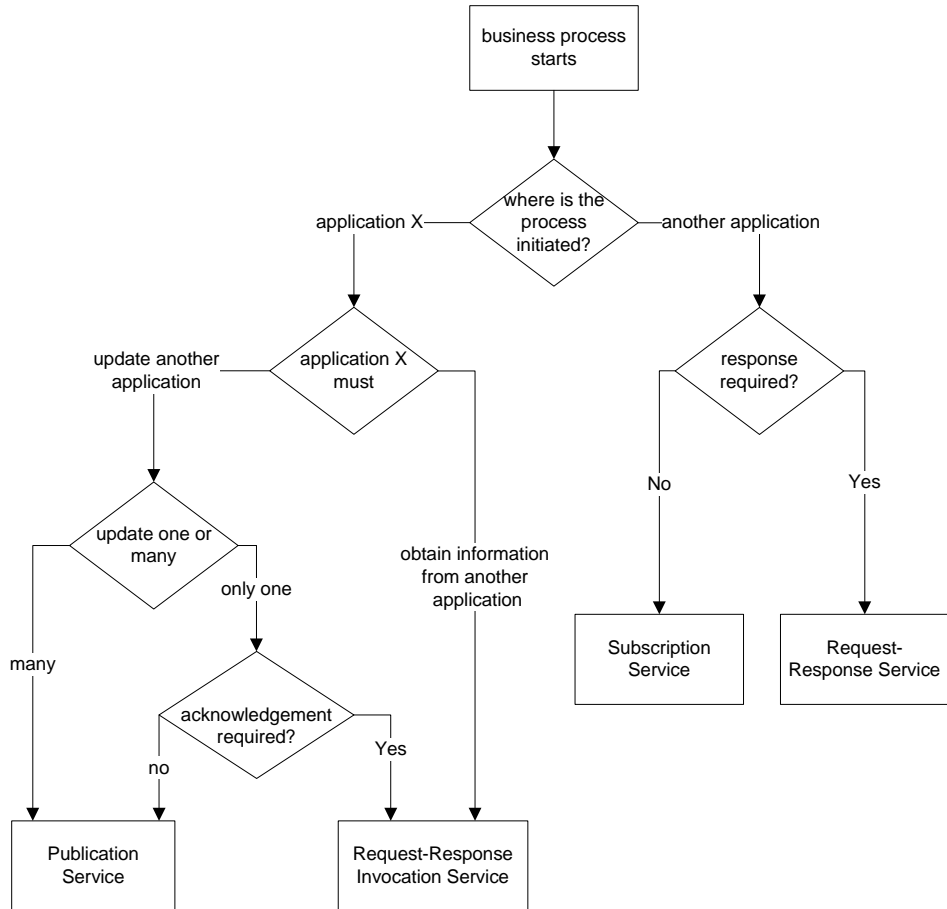 business process
starts
where is the
process
initiated?
application X
another application
application X
must
update another
application
response
required?
No
Yes
update one or
many
only one
obtain information
from another
application
many
acknowledgement
required?
no
Yes
Subscription
Service
Request-
Response Service
Publication
Service
Request-Response
Invocation Service